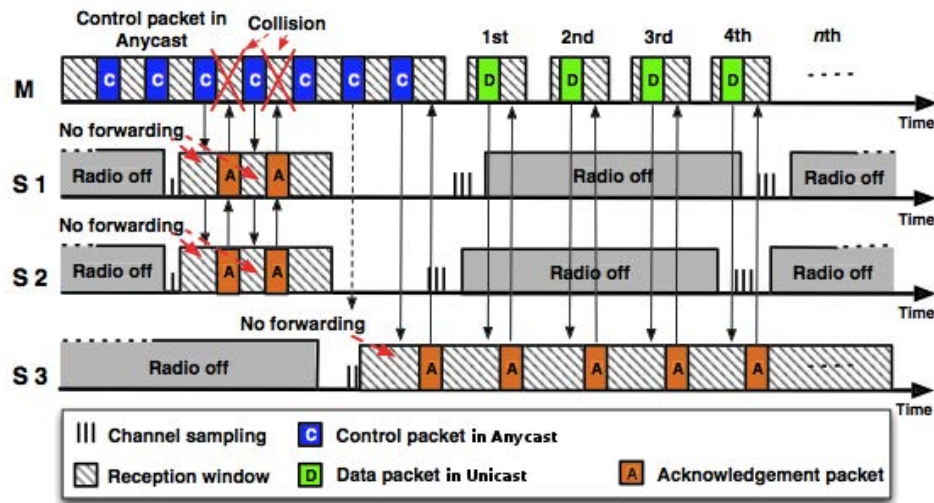 Control packet in
Anycast
Collision
1st
2nd
3rd
4th
nth
M
C
C
C
C
C
C
C
D
D
D
D
Time
No forwarding
S 1
Radio off
A
A
Radio off
Radio off
Time
No forwarding
S 2
Radio off
A
A
Radio off
Radio off
Time
No forwarding
S 3
Radio off
A
A
A
A
A
Time
Channel sampling
C
Control packet in Anycast
Reception window
D
Data packet in Unicast
A
Acknowledgement packet